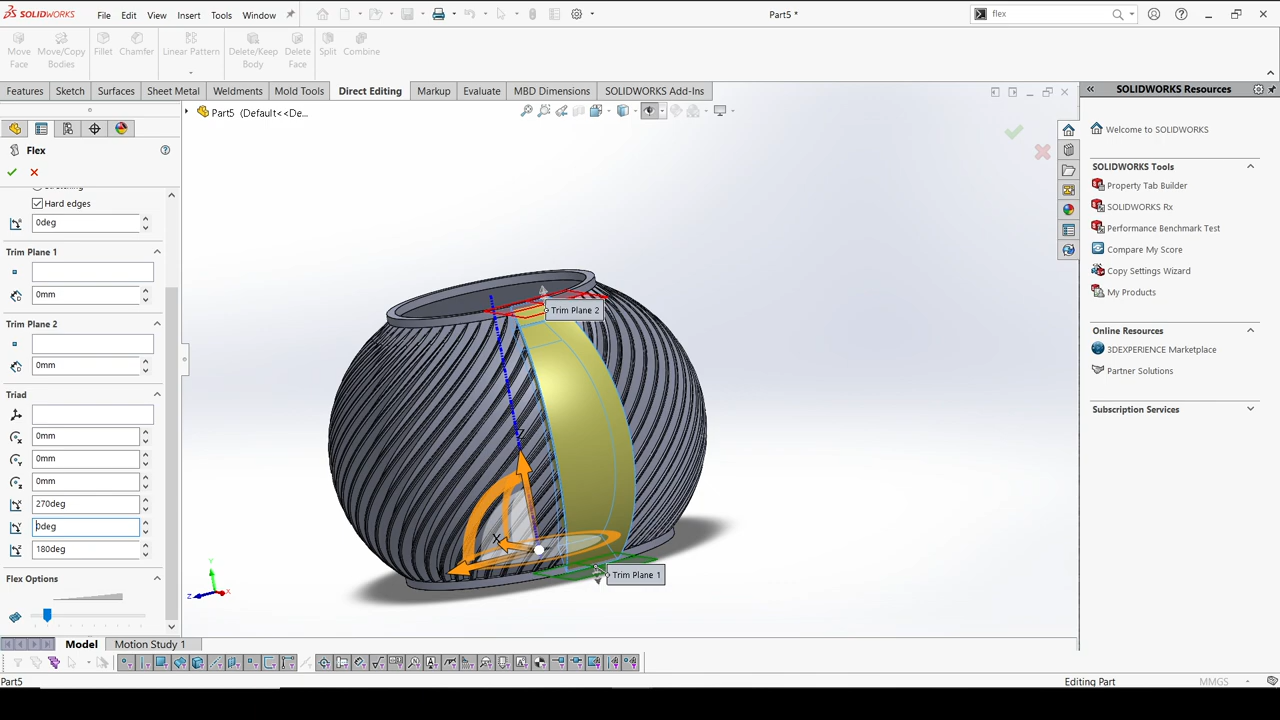 SOLIDWORKS File Edit View Insert Tools Window Part5 * flex
Move Face Move/Copy Bodies Fillet Chamfer Linear Pattern Delete/Keep Body Delete Face Split Combine
Features Sketch Surfaces Sheet Metal Weldments Mold Tools Direct Editing Markup Evaluate MBD Dimensions SOLIDWORKS Add-Ins
Part5 (Default<<De...
Flex
Hard edges
0deg
Trim Plane 1
0mm
Trim Plane 2
0mm
Triad
0mm
0mm
0mm
270deg
0deg
180deg
Flex Options
Trim Plane 2
Z
X
Trim Plane 1
Y
Z
X
SOLIDWORKS Resources
Welcome to SOLIDWORKS
SOLIDWORKS Tools
Property Tab Builder
SOLIDWORKS Rx
Performance Benchmark Test
Compare My Score
Copy Settings Wizard
My Products
Online Resources
3DEXPERIENCE Marketplace
Partner Solutions
Subscription Services
Model Motion Study 1
Part5 Editing Part MMGS